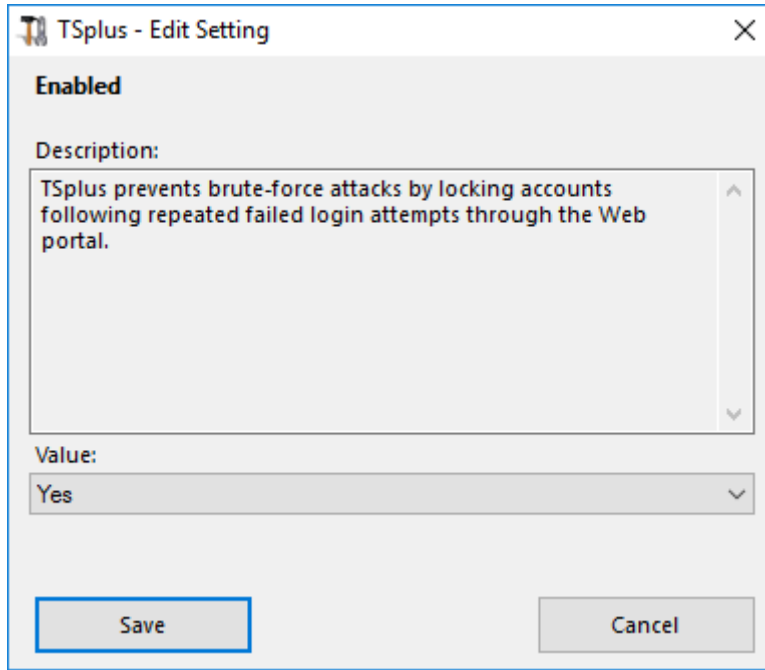 TSplus - Edit Setting
Enabled
Description:
TSplus prevents brute-force attacks by locking accounts
following repeated failed login attempts through the Web
portal.
Value:
Yes
Save
Cancel